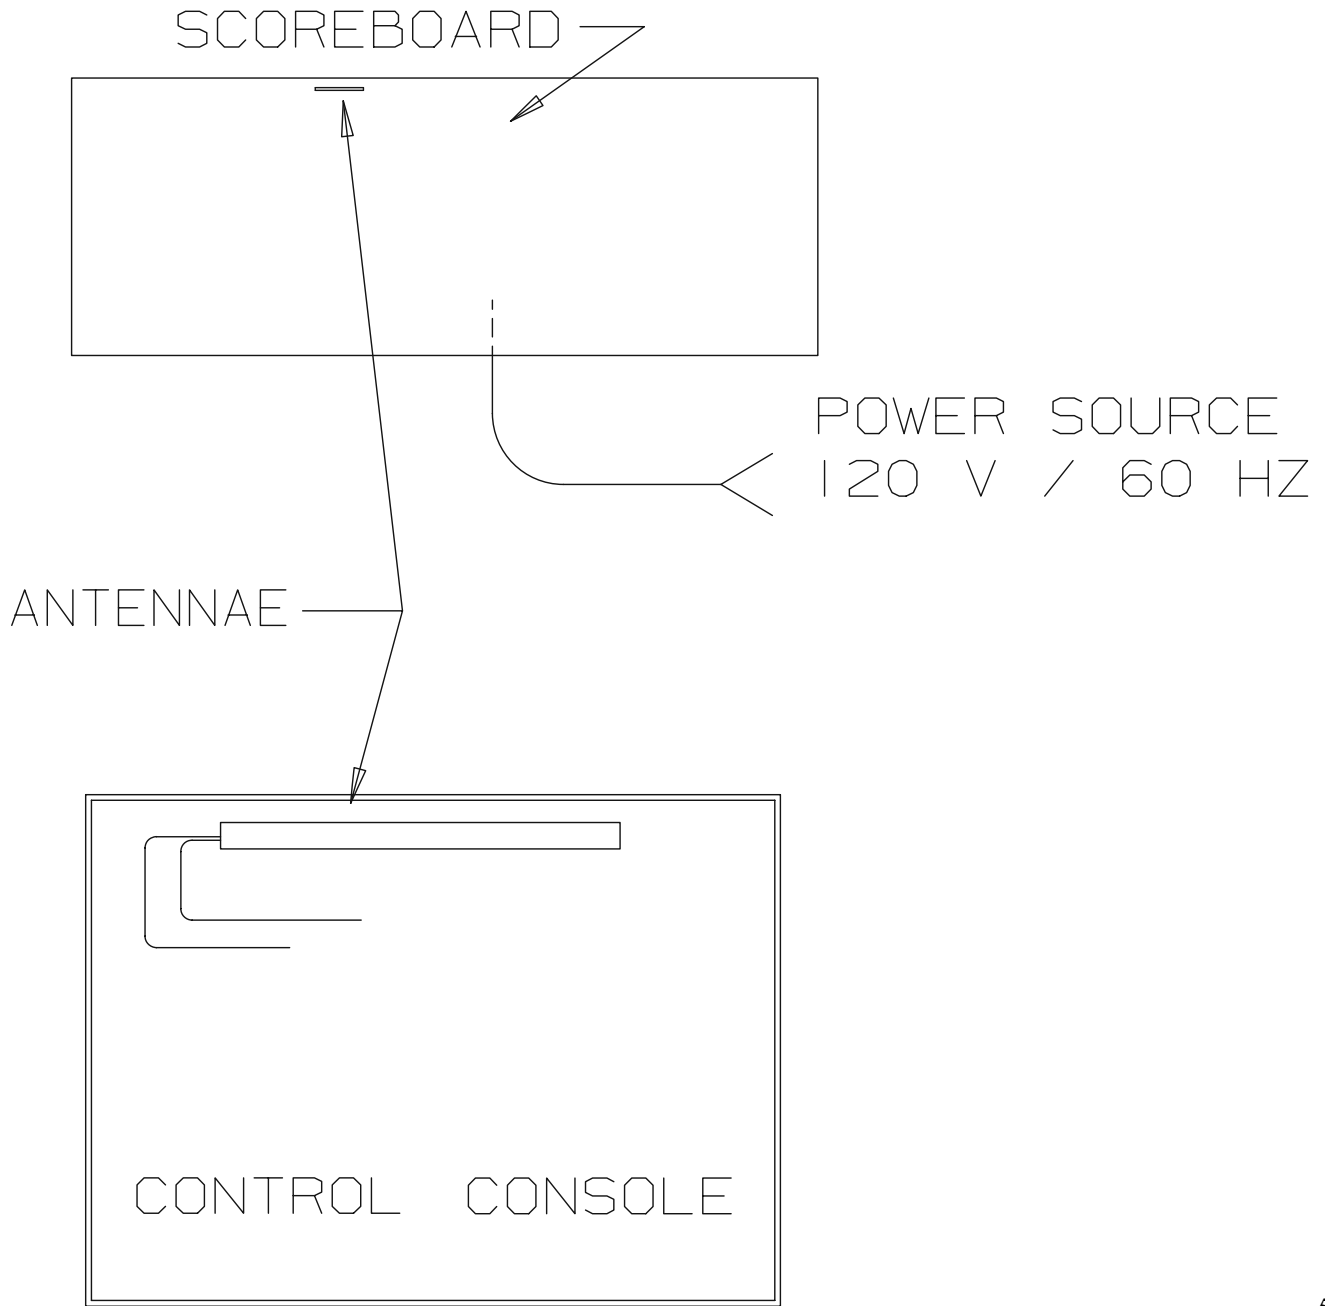 SCOREBOARD
POWER SOURCE
120 V / 60 HZ
ANTENNAE
CONTROL CONSOLE